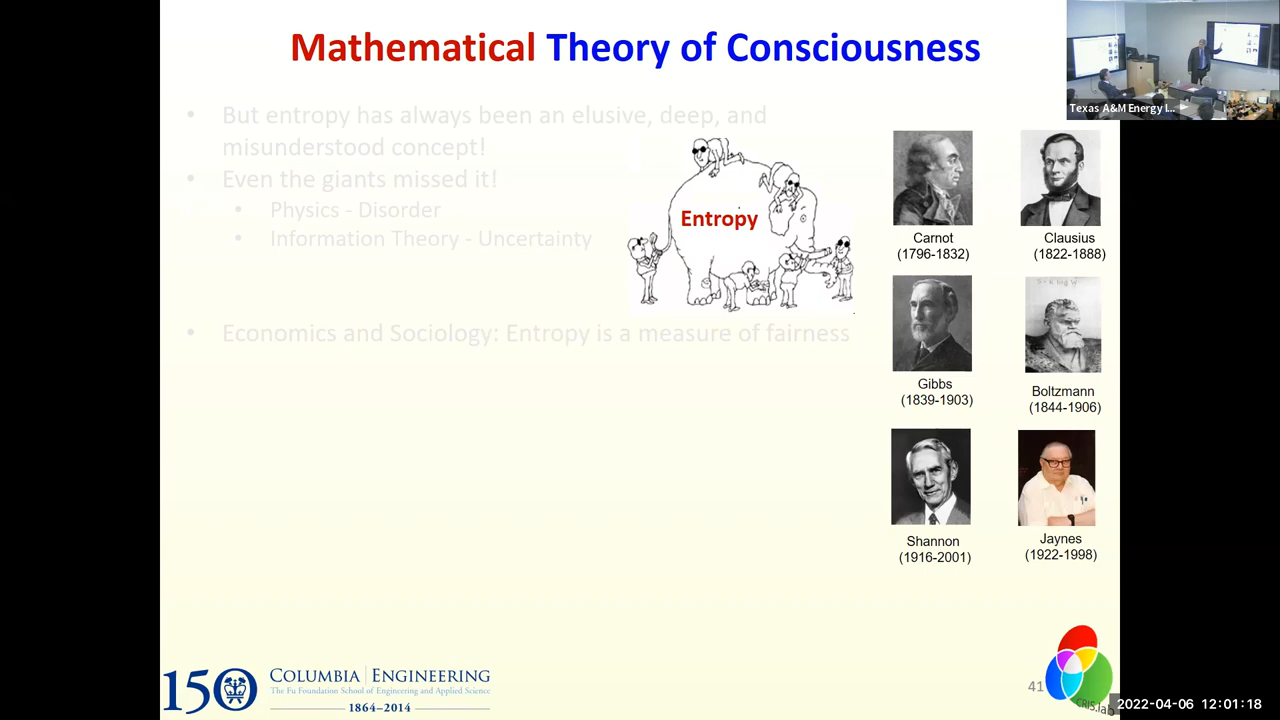 Mathematical Theory of Consciousness
Texas A&M Energy I...
• But entropy has always been an elusive, deep, and
misunderstood concept!
• Even the giants missed it!
• Physics - Disorder
• Information Theory - Uncertainty
Entropy
• Economics and Sociology: Entropy is a measure of fairness
Carnot
(1796-1832)
Clausius
(1822-1888)
Gibbs
(1839-1903)
Boltzmann
(1844-1906)
Shannon
(1916-2001)
Jaynes
(1922-1998)
150
COLUMBIA | ENGINEERING
The Fu Foundation School of Engineering and Applied Science
1864–2014
41
CRIS.lab
2022-04-06 12:01:18